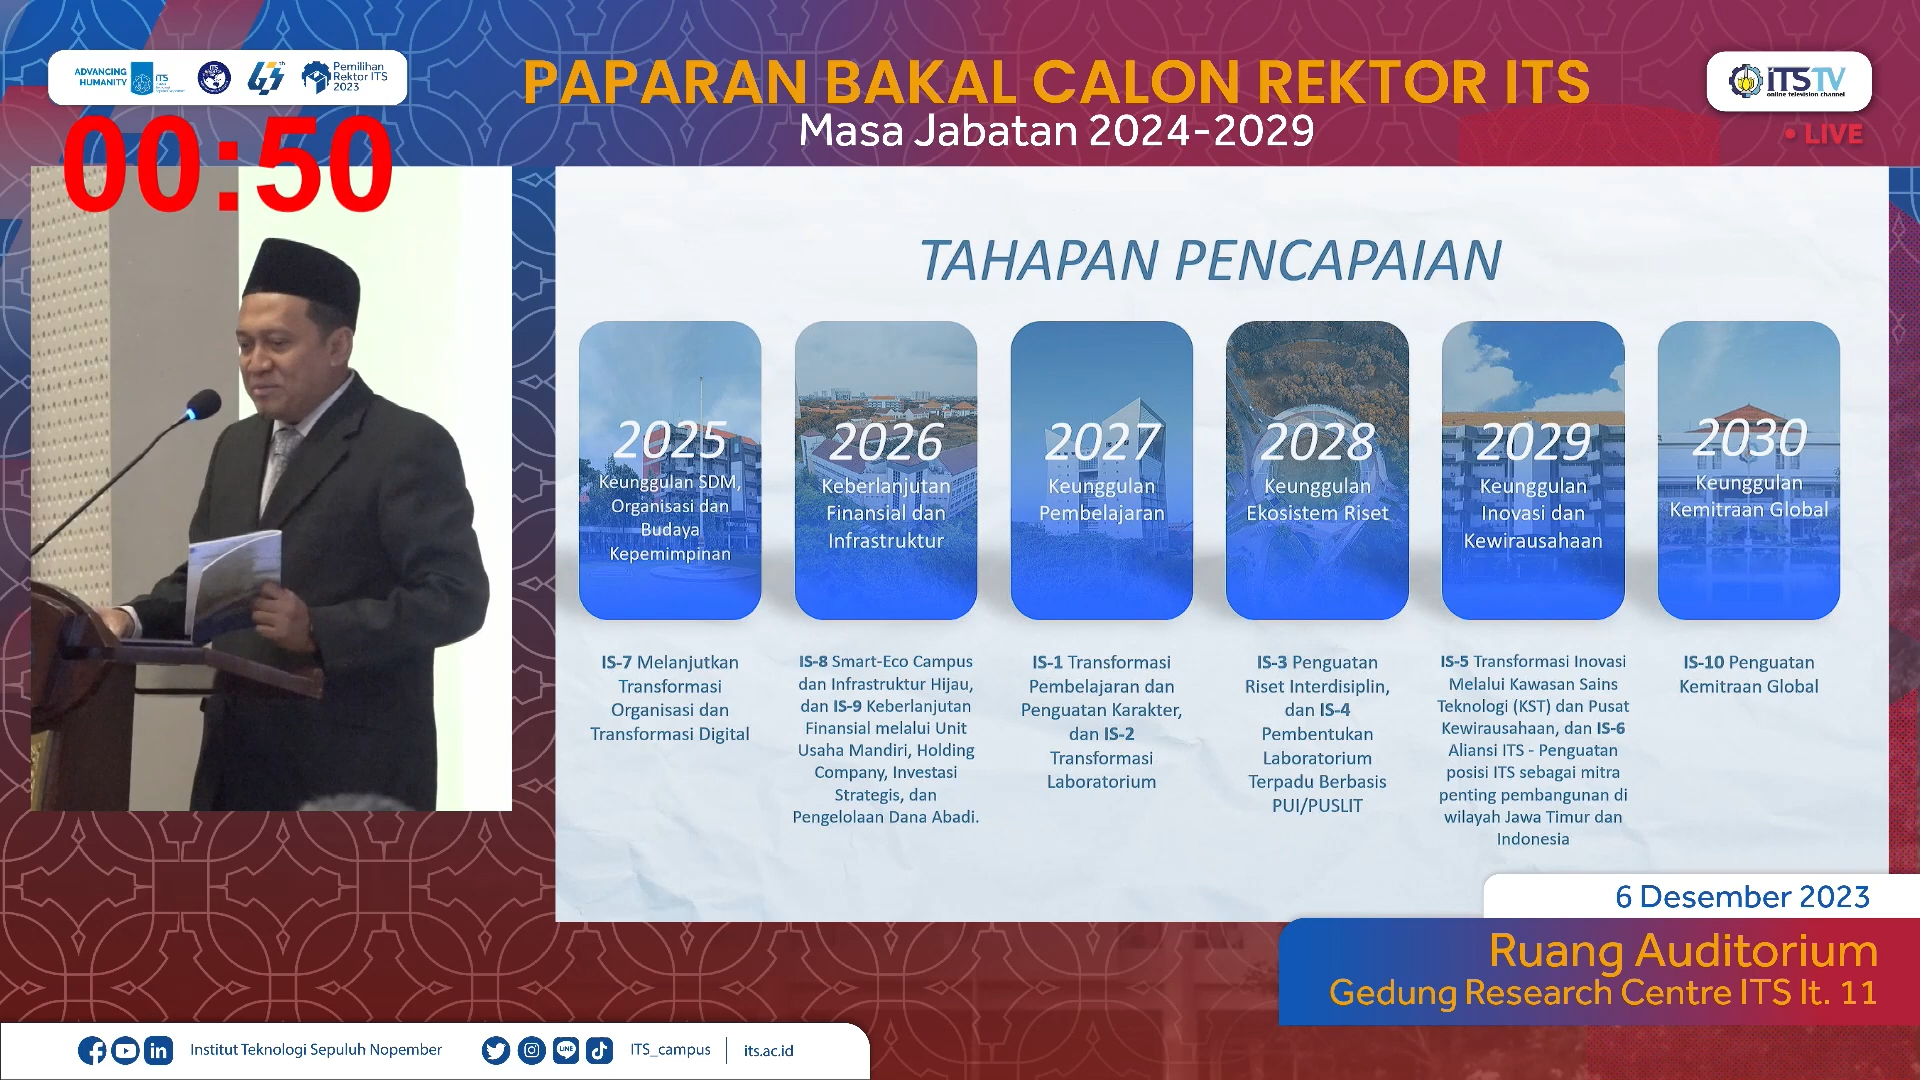 ADVANCING
HUMANITY
ITS
Pemilihan
Rektor ITS
2023
PAPARAN BAKAL CALON REKTOR ITS
Masa Jabatan 2024-2029
iTSTV
online television channel
• LIVE
00:50
TAHAPAN PENCAPAIAN
2025
Keunggulan SDM,
Organisasi dan
Budaya
Kepemimpinan
2026
Keberlanjutan
Finansial dan
Infrastruktur
2027
Keunggulan
Pembelajaran
2028
Keunggulan
Ekosistem Riset
2029
Keunggulan
Inovasi dan
Kewirausahaan
2030
Keunggulan
Kemitraan Global
IS-7 Melanjutkan
Transformasi
Organisasi dan
Transformasi Digital
IS-8 Smart-Eco Campus
dan Infrastruktur Hijau,
dan IS-9 Keberlanjutan
Finansial melalui Unit
Usaha Mandiri, Holding
Company, Investasi
Strategis, dan
Pengelolaan Dana Abadi.
IS-1 Transformasi
Pembelajaran dan
Penguatan Karakter,
dan IS-2
Transformasi
Laboratorium
IS-3 Penguatan
Riset Interdisiplin,
dan IS-4
Pembentukan
Laboratorium
Terpadu Berbasis
PUI/PUSLIT
IS-5 Transformasi Inovasi
Melalui Kawasan Sains
Teknologi (KST) dan Pusat
Kewirausahaan, dan IS-6
Aliansi ITS - Penguatan
posisi ITS sebagai mitra
penting pembangunan di
wilayah Jawa Timur dan
Indonesia
IS-10 Penguatan
Kemitraan Global
6 Desember 2023
Ruang Auditorium
Gedung Research Centre ITS lt. 11
Institut Teknologi Sepuluh Nopember
LINE
ITS_campus
its.ac.id